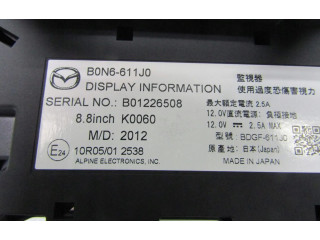 B0N6-611J0
DISPLAY INFORMATION
SERIAL NO.: B01226508
8.8inch K0060
M/D: 2012
E24
10R05/01 2538
ALPINE ELECTRONICS, INC.
監視器
使用過度恐傷害視力
最大額定電流 2.5A
12.0V直流電源: 負極接地
12.0V ⎓ 2.5A MAX
型號: BDGF-611J0
原產地: 日本(Japan)
MADE IN JAPAN